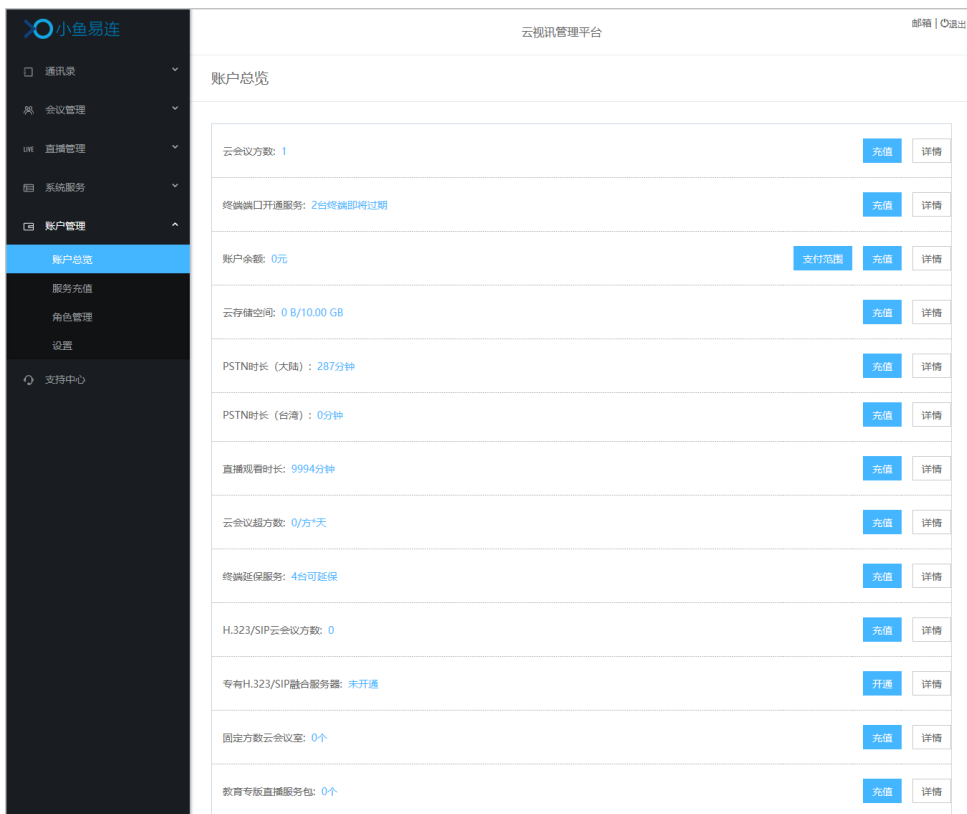 小鱼易连
云视讯管理平台
邮箱 | 退出
通讯录
会议管理
LIVE 直播管理
系统服务
账户管理
账户总览
服务充值
角色管理
设置
支持中心
账户总览
云会议方数: 1 充值 详情
终端端口开通服务: 2台终端即将过期 充值 详情
账户余额: 0元 支付范围 充值 详情
云存储空间: 0 B/10.00 GB 充值 详情
PSTN时长（大陆）: 287分钟 充值 详情
PSTN时长（台湾）: 0分钟 充值 详情
直播观看时长: 9994分钟 充值 详情
云会议超方数: 0/方*天 充值 详情
终端延保服务: 4台可延保 充值 详情
H.323/SIP云会议方数: 0 充值 详情
专有H.323/SIP融合服务器: 未开通 开通 详情
固定方数云会议室: 0个 充值 详情
教育专版直播服务包: 0个 充值 详情